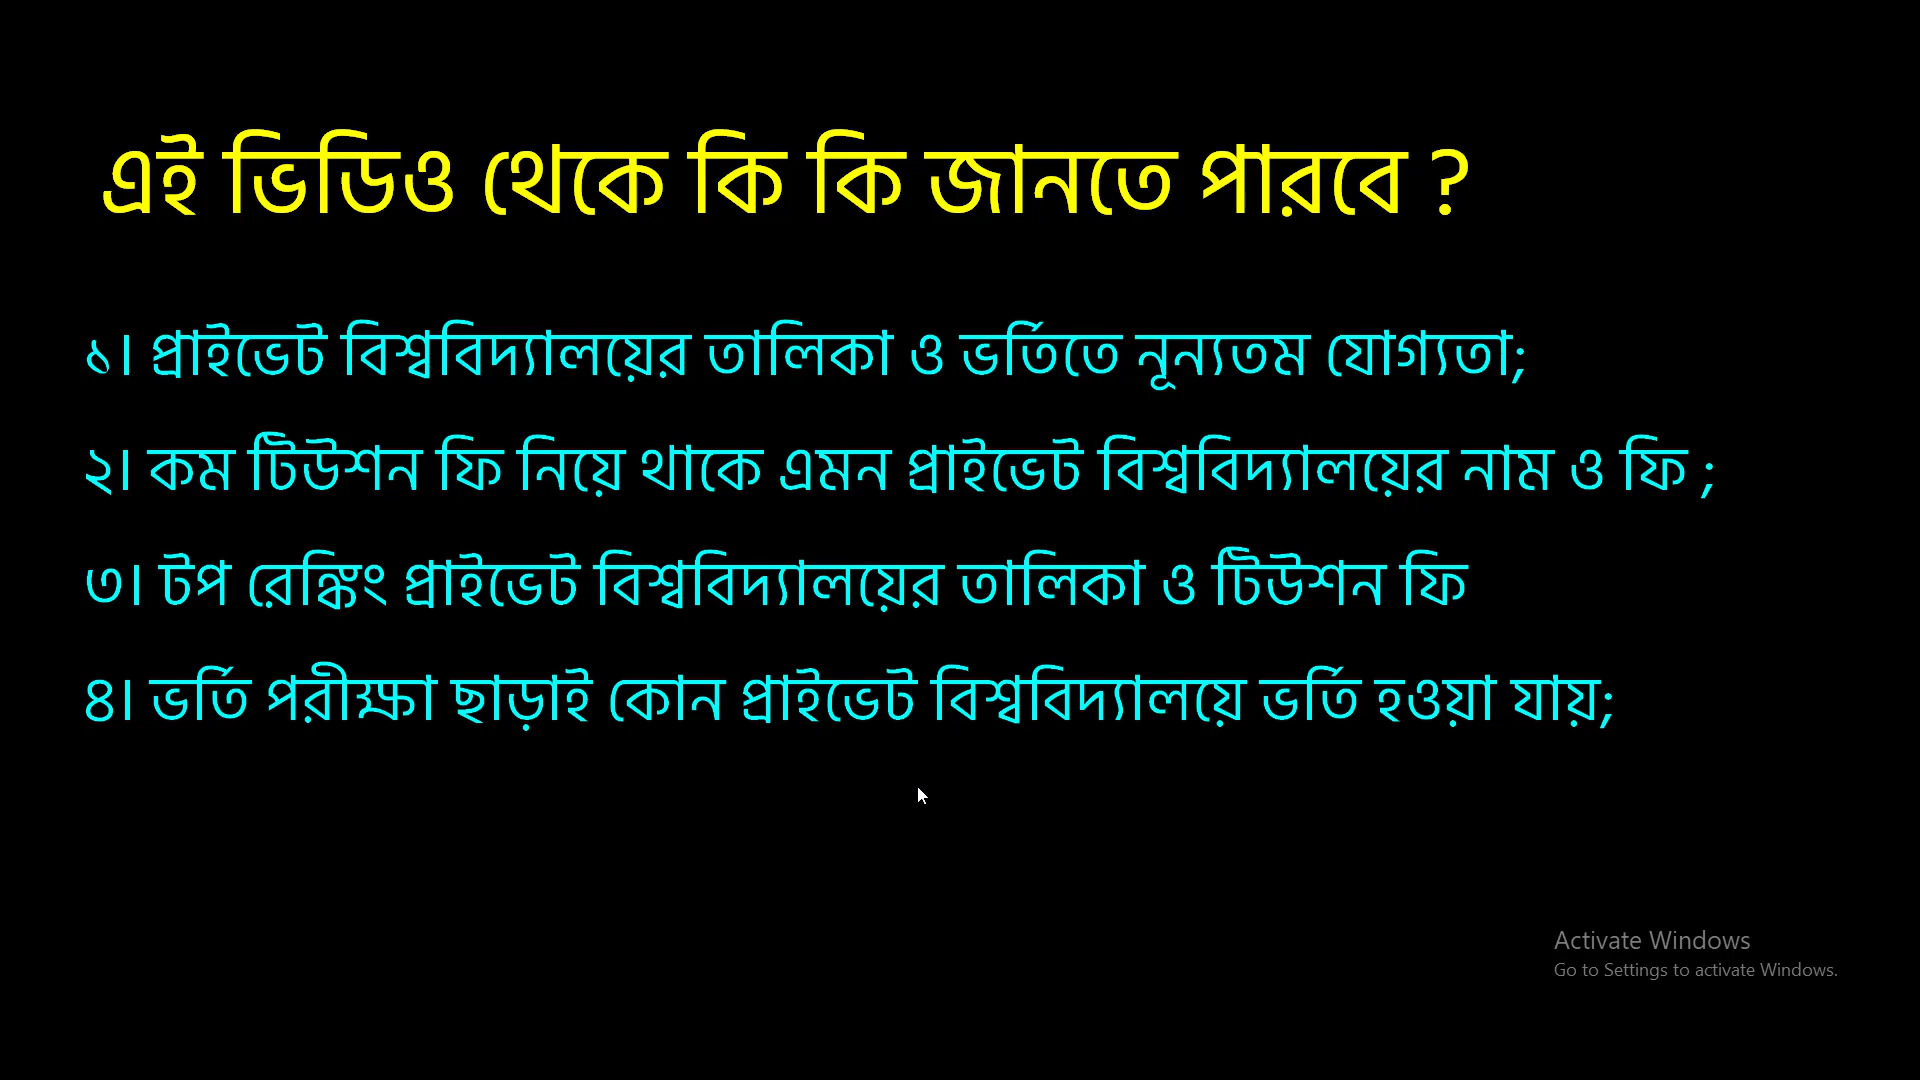 এই ভিডিও থেকে কি কি জানতে পারবে ?
১। প্রাইভেট বিশ্ববিদ্যালয়ের তালিকা ও ভর্তিতে নূন্যতম যোগ্যতা;
২। কম টিউশন ফি নিয়ে থাকে এমন প্রাইভেট বিশ্ববিদ্যালয়ের নাম ও ফি ;
৩। টপ রেঙ্কিং প্রাইভেট বিশ্ববিদ্যালয়ের তালিকা ও টিউশন ফি
৪। ভর্তি পরীক্ষা ছাড়াই কোন প্রাইভেট বিশ্ববিদ্যালয়ে ভর্তি হওয়া যায়;
Activate Windows
Go to Settings to activate Windows.